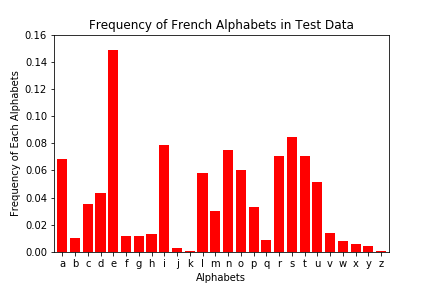 Frequency of French Alphabets in Test Data
Frequency of Each Alphabets
0.16
0.14
0.12
0.10
0.08
0.06
0.04
0.02
0.00
a b c d e f g h i j k l m n o p q r s t u v w x y z
Alphabets